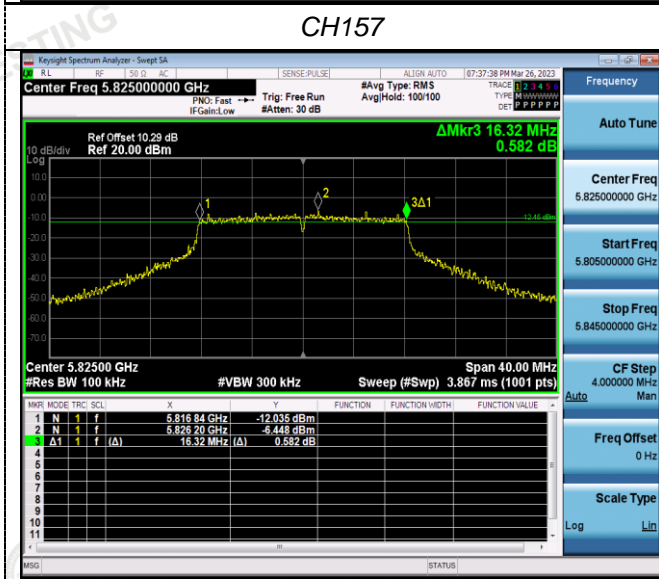 TESTING
CH157
Keysight Spectrum Analyzer - Swept SA
RL RF 50 Ω AC SENSE:PULSE ALIGN AUTO 07:37:38 PM Mar 26, 2023
Center Freq 5.825000000 GHz #Avg Type: RMS TRACE 1 2 3 4 5 6
PNO: Fast Trig: Free Run Avg|Hold: 100/100 TYPE M WWWWW
IFGain:Low #Atten: 30 dB DET P P P P P P
Ref Offset 10.29 dB ΔMkr3 16.32 MHz
10 dB/div Ref 20.00 dBm 0.582 dB
Log
10.0
0.00
-10.0
-20.0
-30.0
-40.0
-50.0
-60.0
-70.0
1
2
3Δ1
-12.45 dBm
Center 5.82500 GHz Span 40.00 MHz
#Res BW 100 kHz #VBW 300 kHz Sweep (#Swp) 3.867 ms (1001 pts)
MKR MODE TRC SCL X Y FUNCTION FUNCTION WIDTH FUNCTION VALUE
1 N 1 f 5.816 84 GHz -12.035 dBm
2 N 1 f 5.826 20 GHz -6.448 dBm
3 Δ1 1 f (Δ) 16.32 MHz (Δ) 0.582 dB
4
5
6
7
8
9
10
11
MSG STATUS
Frequency
Auto Tune
Center Freq
5.825000000 GHz
Start Freq
5.805000000 GHz
Stop Freq
5.845000000 GHz
CF Step
4.000000 MHz
Auto Man
Freq Offset
0 Hz
Scale Type
Log Lin